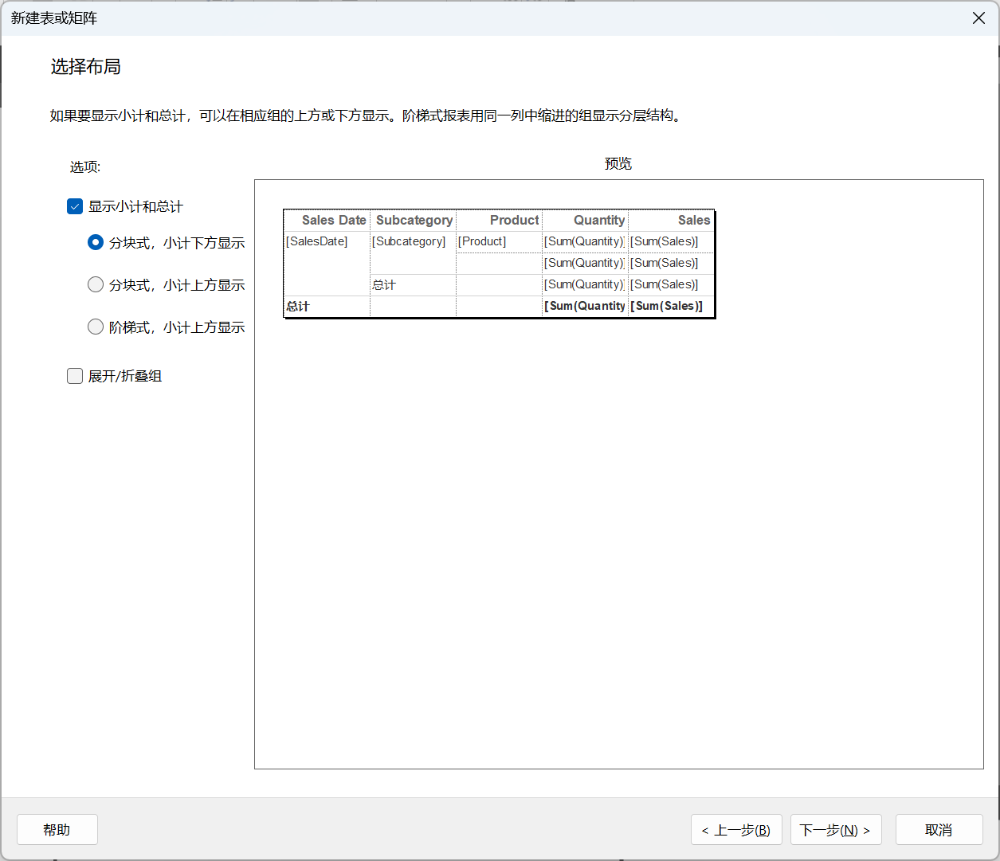 新建表或矩阵
选择布局
如果要显示小计和总计，可以在相应组的上方或下方显示。阶梯式报表用同一列中缩进的组显示分层结构。
选项:
预览
显示小计和总计
分块式，小计下方显示
分块式，小计上方显示
阶梯式，小计上方显示
展开/折叠组
Sales Date Subcategory Product Quantity Sales
[SalesDate] [Subcategory] [Product] [Sum(Quantity)] [Sum(Sales)]
[Sum(Quantity)] [Sum(Sales)]
总计 [Sum(Quantity)] [Sum(Sales)]
总计 [Sum(Quantity [Sum(Sales)]
帮助 < 上一步(B) 下一步(N) > 取消